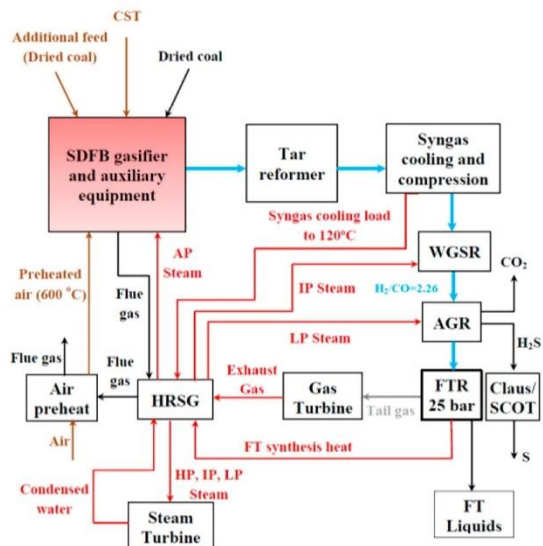 CST
Additional feed
(Dried coal)
Dried coal
SDFB gasifier
and auxiliary
equipment
Tar
reformer
Syngas
cooling and
compression
Syngas cooling load
to 120°C
AP
Steam
WGSR
CO₂
Preheated
air (600 °C)
Flue
gas
IP Steam
H₂/CO=2.26
AGR
LP Steam
H₂S
Flue gas
Flue
gas
Exhaust
Gas
Air
preheat
HRSG
Gas
Turbine
Tail gas
FTR
25 bar
Claus/
SCOT
Air
FT synthesis heat
S
HP, IP, LP
Steam
Condensed
water
Steam
Turbine
FT
Liquids